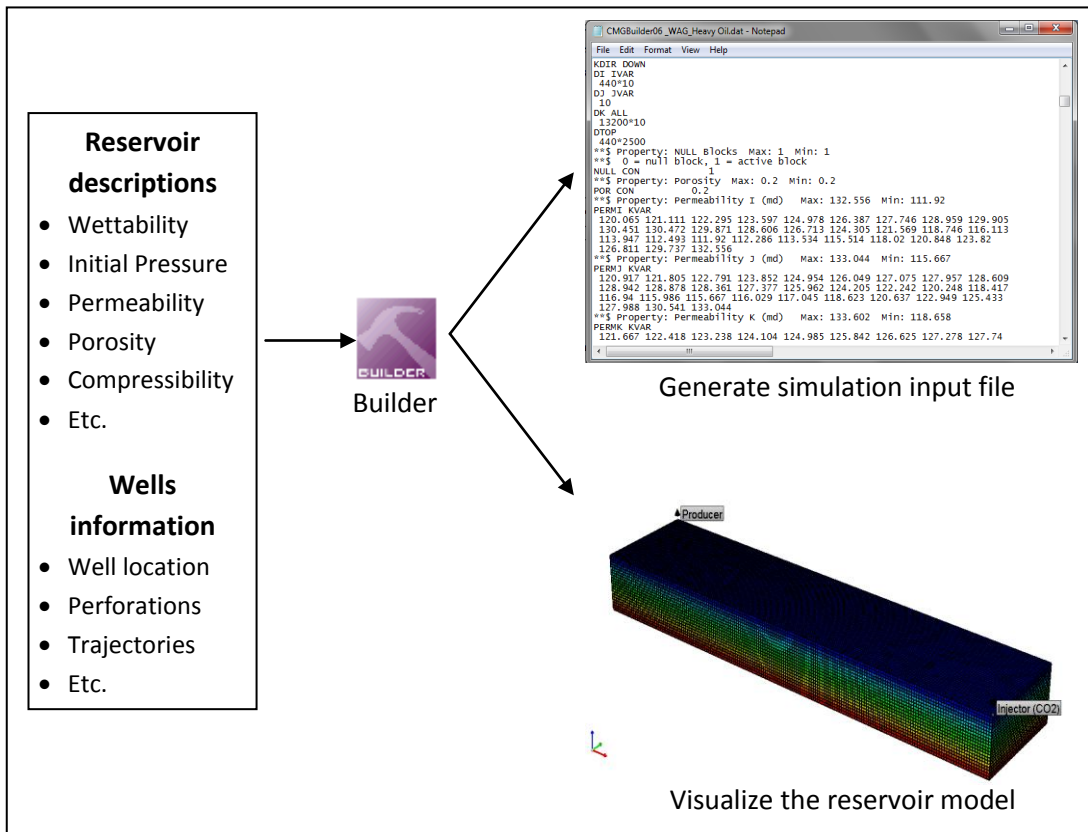 Reservoir
descriptions
• Wettability
• Initial Pressure
• Permeability
• Porosity
• Compressibility
• Etc.
Wells
information
• Well location
• Perforations
• Trajectories
• Etc.
BUILDER
Builder
CMGBuilder06 _WAG_Heavy Oil.dat - Notepad
File Edit Format View Help
KDIR DOWN
DI IVAR
440*10
DJ JVAR
10
DK ALL
13200*10
DTOP
440*2500
**$ Property: NULL Blocks Max: 1 Min: 1
**$ 0 = null block, 1 = active block
NULL CON 1
**$ Property: Porosity Max: 0.2 Min: 0.2
POR CON 0.2
**$ Property: Permeability I (md) Max: 132.556 Min: 111.92
PERMI KVAR
120.065 121.111 122.295 123.597 124.978 126.387 127.746 128.959 129.905
130.451 130.472 129.871 128.606 126.713 124.305 121.569 118.746 116.113
113.947 112.493 111.92 112.286 113.534 115.514 118.02 120.848 123.82
126.811 129.737 132.556
**$ Property: Permeability J (md) Max: 133.044 Min: 115.667
PERMJ KVAR
120.917 121.805 122.791 123.852 124.954 126.049 127.075 127.957 128.609
128.942 128.878 128.361 127.377 125.962 124.205 122.242 120.248 118.417
116.94 115.986 115.667 116.029 117.045 118.623 120.637 122.949 125.433
127.988 130.541 133.044
**$ Property: Permeability K (md) Max: 133.602 Min: 118.658
PERMK KVAR
121.667 122.418 123.238 124.104 124.985 125.842 126.625 127.278 127.74
Generate simulation input file
Producer
Injector (CO2)
Visualize the reservoir model